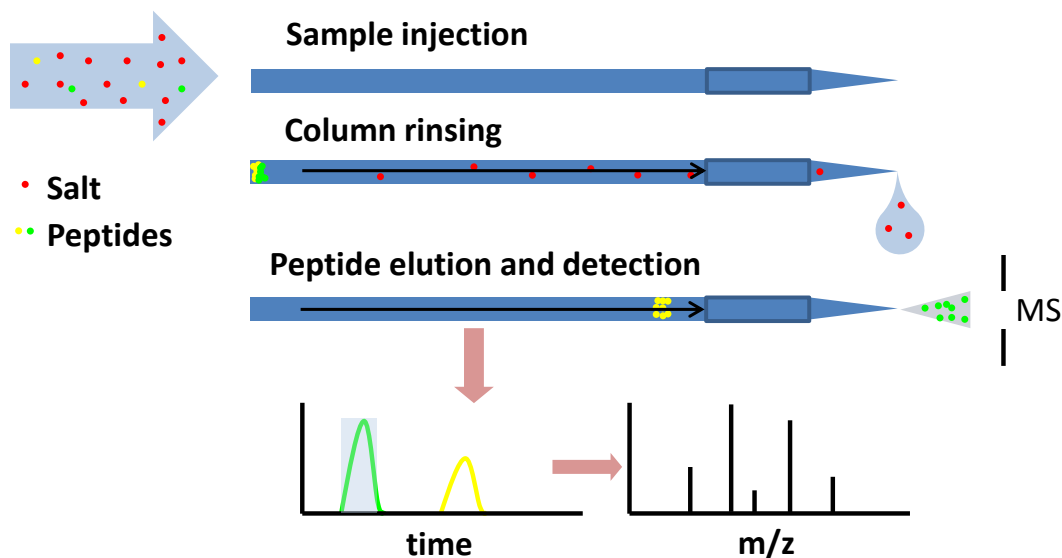 Sample injection
Column rinsing
Salt
Peptides
Peptide elution and detection
MS
time
m/z